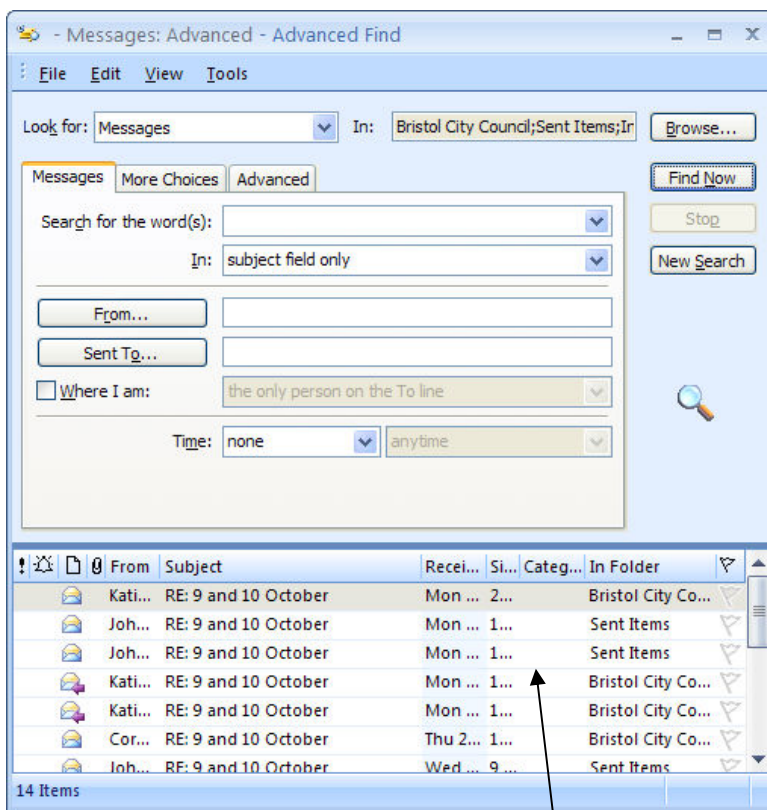 - Messages: Advanced - Advanced Find
File Edit View Tools
Look for: Messages In: Bristol City Council;Sent Items;In Browse...
Messages More Choices Advanced Find Now
Search for the word(s): Stop
In: subject field only New Search
From...
Sent To...
Where I am: the only person on the To line
Time: none anytime
! From Subject Recei... Si... Categ... In Folder
Kati... RE: 9 and 10 October Mon ... 2... Bristol City Co...
Joh... RE: 9 and 10 October Mon ... 1... Sent Items
Joh... RE: 9 and 10 October Mon ... 1... Sent Items
Kati... RE: 9 and 10 October Mon ... 1... Bristol City Co...
Kati... RE: 9 and 10 October Mon ... 1... Bristol City Co...
Cor... RE: 9 and 10 October Thu 2... 1... Bristol City Co...
Joh... RE: 9 and 10 October Wed ... 9 ... Sent Items
14 Items